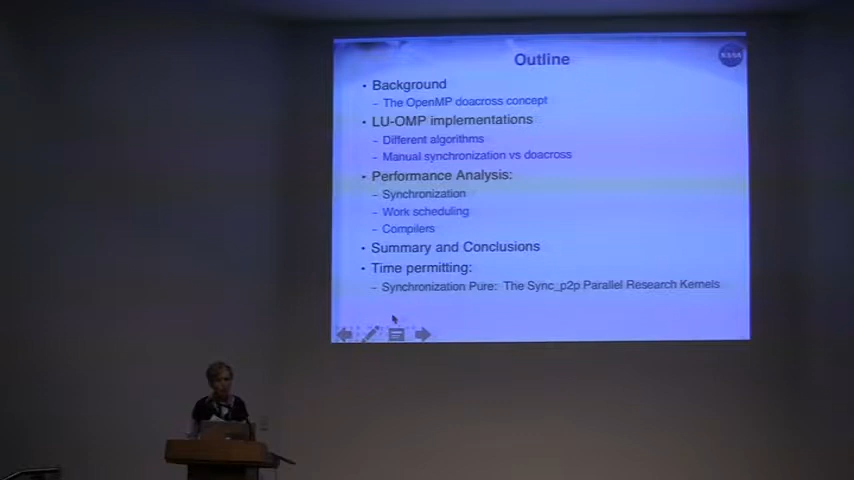 Outline
NASA
• Background
– The OpenMP doacross concept
• LU-OMP implementations
– Different algorithms
– Manual synchronization vs doacross
• Performance Analysis:
– Synchronization
– Work scheduling
– Compilers
• Summary and Conclusions
• Time permitting:
– Synchronization Pure: The Sync_p2p Parallel Research Kernels